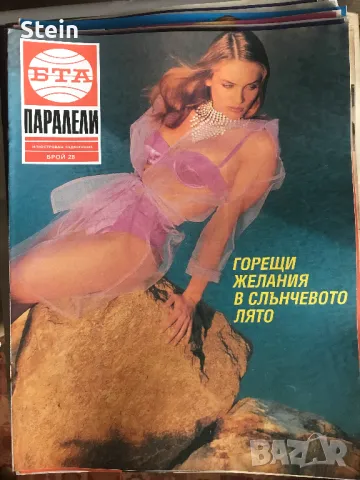 Stein
БТА
ПАРАЛЕЛИ
БРОЙ 28
ГОРЕЩИ
ЖЕЛАНИЯ
В СЛЪНЧЕВОТО
ЛЯТО
BAZAR